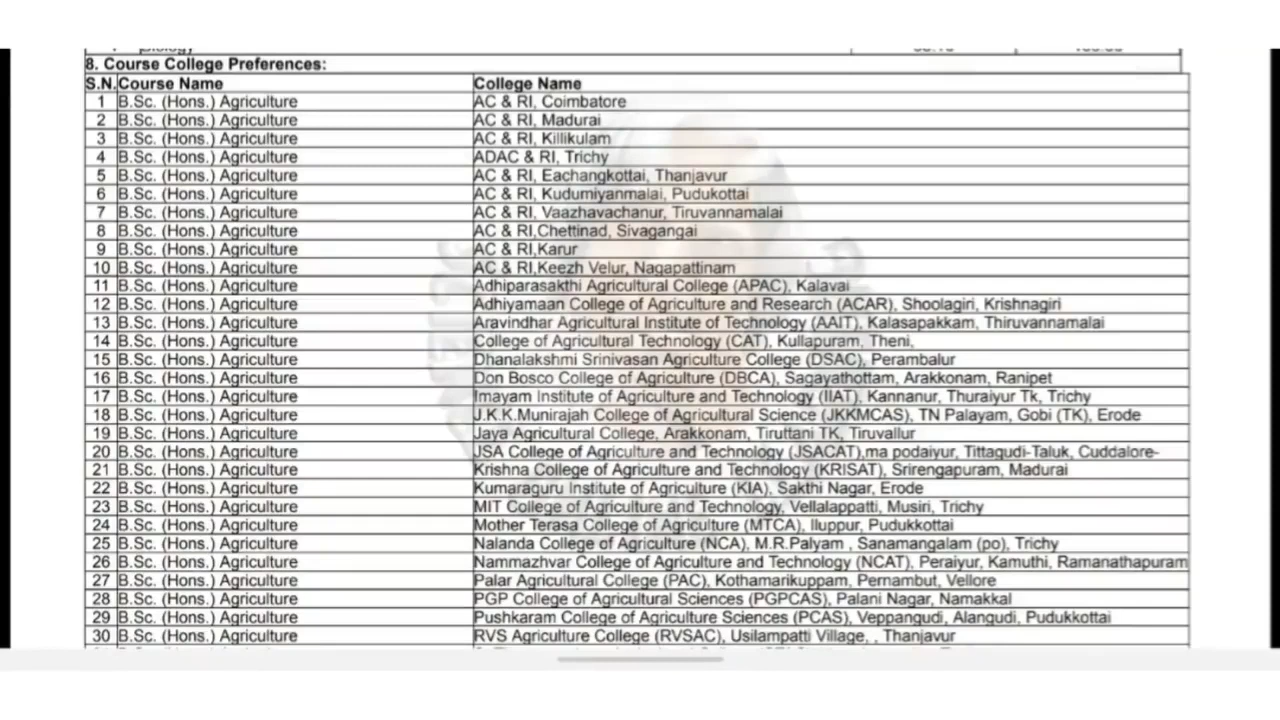 8. Course College Preferences:
S.N. Course Name College Name
1 B.Sc. (Hons.) Agriculture AC & RI, Coimbatore
2 B.Sc. (Hons.) Agriculture AC & RI, Madurai
3 B.Sc. (Hons.) Agriculture AC & RI, Killikulam
4 B.Sc. (Hons.) Agriculture ADAC & RI, Trichy
5 B.Sc. (Hons.) Agriculture AC & RI, Eachangkottai, Thanjavur
6 B.Sc. (Hons.) Agriculture AC & RI, Kudumiyanmalai, Pudukottai
7 B.Sc. (Hons.) Agriculture AC & RI, Vaazhavachanur, Tiruvannamalai
8 B.Sc. (Hons.) Agriculture AC & RI,Chettinad, Sivagangai
9 B.Sc. (Hons.) Agriculture AC & RI,Karur
10 B.Sc. (Hons.) Agriculture AC & RI,Keezh Velur, Nagapattinam
11 B.Sc. (Hons.) Agriculture Adhiparasakthi Agricultural College (APAC), Kalavai
12 B.Sc. (Hons.) Agriculture Adhiyamaan College of Agriculture and Research (ACAR), Shoolagiri, Krishnagiri
13 B.Sc. (Hons.) Agriculture Aravindhar Agricultural Institute of Technology (AAIT), Kalasapakkam, Thiruvannamalai
14 B.Sc. (Hons.) Agriculture College of Agricultural Technology (CAT), Kullapuram, Theni,
15 B.Sc. (Hons.) Agriculture Dhanalakshmi Srinivasan Agriculture College (DSAC), Perambalur
16 B.Sc. (Hons.) Agriculture Don Bosco College of Agriculture (DBCA), Sagayathottam, Arakkonam, Ranipet
17 B.Sc. (Hons.) Agriculture Imayam Institute of Agriculture and Technology (IIAT), Kannanur, Thuraiyur Tk, Trichy
18 B.Sc. (Hons.) Agriculture J.K.K.Munirajah College of Agricultural Science (JKKMCAS), TN Palayam, Gobi (TK), Erode
19 B.Sc. (Hons.) Agriculture Jaya Agricultural College, Arakkonam, Tiruttani TK, Tiruvallur
20 B.Sc. (Hons.) Agriculture JSA College of Agriculture and Technology (JSACAT),ma podaiyur, Tittagudi-Taluk, Cuddalore-
21 B.Sc. (Hons.) Agriculture Krishna College of Agriculture and Technology (KRISAT), Srirengapuram, Madurai
22 B.Sc. (Hons.) Agriculture Kumaraguru Institute of Agriculture (KIA), Sakthi Nagar, Erode
23 B.Sc. (Hons.) Agriculture MIT College of Agriculture and Technology, Vellalappatti, Musiri, Trichy
24 B.Sc. (Hons.) Agriculture Mother Terasa College of Agriculture (MTCA), Iluppur, Pudukkottai
25 B.Sc. (Hons.) Agriculture Nalanda College of Agriculture (NCA), M.R.Palyam , Sanamangalam (po), Trichy
26 B.Sc. (Hons.) Agriculture Nammazhvar College of Agriculture and Technology (NCAT), Peraiyur, Kamuthi, Ramanathapuram
27 B.Sc. (Hons.) Agriculture Palar Agricultural College (PAC), Kothamarikuppam, Pernambut, Vellore
28 B.Sc. (Hons.) Agriculture PGP College of Agricultural Sciences (PGPCAS), Palani Nagar, Namakkal
29 B.Sc. (Hons.) Agriculture Pushkaram College of Agriculture Sciences (PCAS), Veppangudi, Alangudi, Pudukkottai
30 B.Sc. (Hons.) Agriculture RVS Agriculture College (RVSAC), Usilampatti Village, , Thanjavur